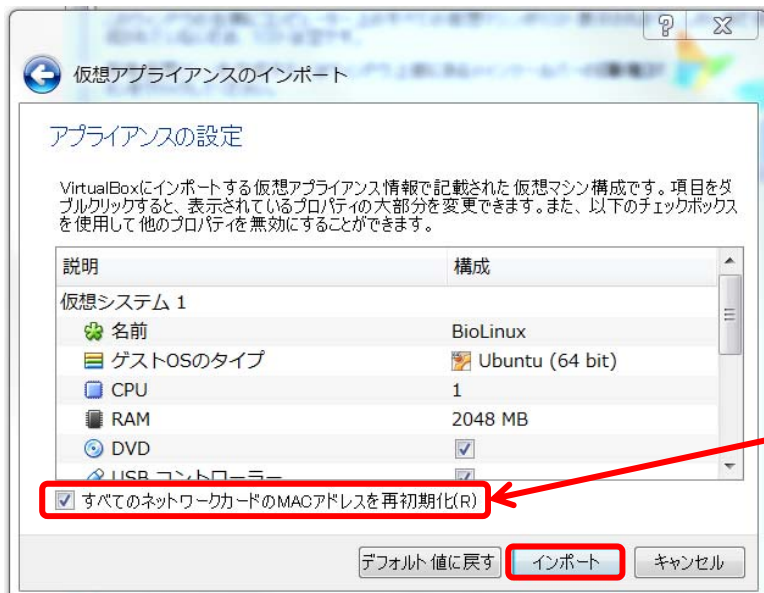 仮想アプライアンスのインポート
アプライアンスの設定
VirtualBoxにインポートする仮想アプライアンス情報で記載された仮想マシン構成です。項目をダ
ブルクリックすると、表示されているプロパティの大部分を変更できます。また、以下のチェックボックス
を使用して他のプロパティを無効にすることができます。
説明 構成
仮想システム 1
名前 BioLinux
ゲストOSのタイプ Ubuntu (64 bit)
CPU 1
RAM 2048 MB
DVD
USB コントローラー
すべてのネットワークカードのMACアドレスを再初期化(R)
デフォルト値に戻す インポート キャンセル